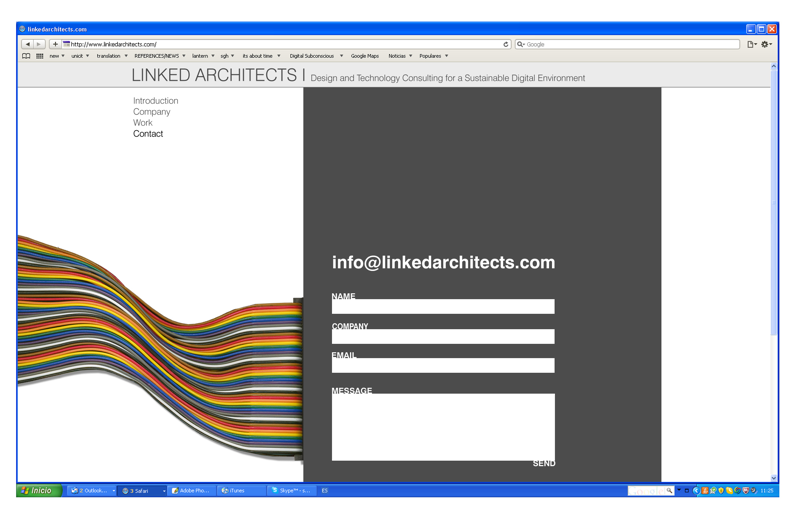 linkedarchitects.com
http://www.linkedarchitects.com/
Google
new unicit translation REFERENCES/NEWS lantern sgh its about time Digital Subconscious Google Maps Noticias Populares
LINKED ARCHITECTS | Design and Technology Consulting for a Sustainable Digital Environment
Introduction
Company
Work
Contact
info@linkedarchitects.com
NAME
COMPANY
EMAIL
MESSAGE
SEND
Inicio 2 Outlook... 3 Safari Adobe Pho... iTunes Skype™ - s... ES 11:25